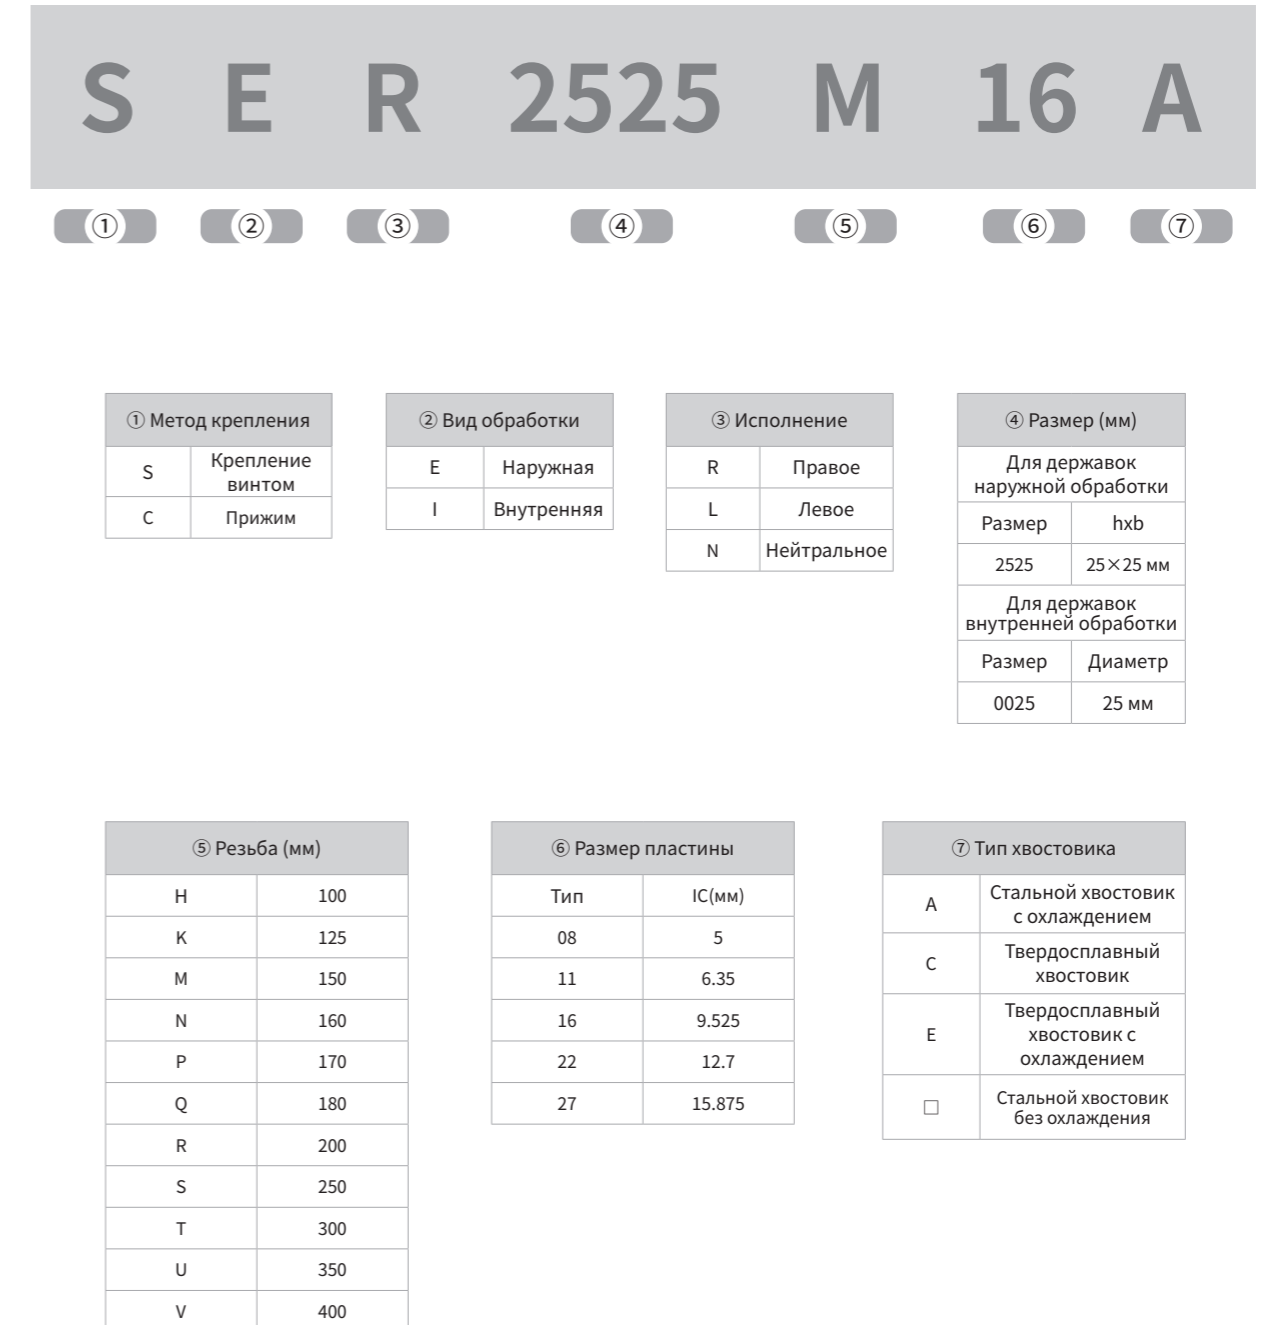 S E R 2525 M 16 A
① ② ③ ④ ⑤ ⑥ ⑦
① Метод крепления
S Крепление
винтом
C Прижим
② Вид обработки
E Наружная
I Внутренняя
③ Исполнение
R Правое
L Левое
N Нейтральное
④ Размер (мм)
Для державок
наружной обработки
Размер hxb
2525 25×25 мм
Для державок
внутренней обработки
Размер Диаметр
0025 25 мм
⑤ Резьба (мм)
H 100
K 125
M 150
N 160
P 170
Q 180
R 200
S 250
T 300
U 350
V 400
⑥ Размер пластины
Тип IC(мм)
08 5
11 6.35
16 9.525
22 12.7
27 15.875
⑦ Тип хвостовика
A Стальной хвостовик
с охлаждением
C Твердосплавный
хвостовик
E Твердосплавный
хвостовик с
охлаждением
□ Стальной хвостовик
без охлаждения